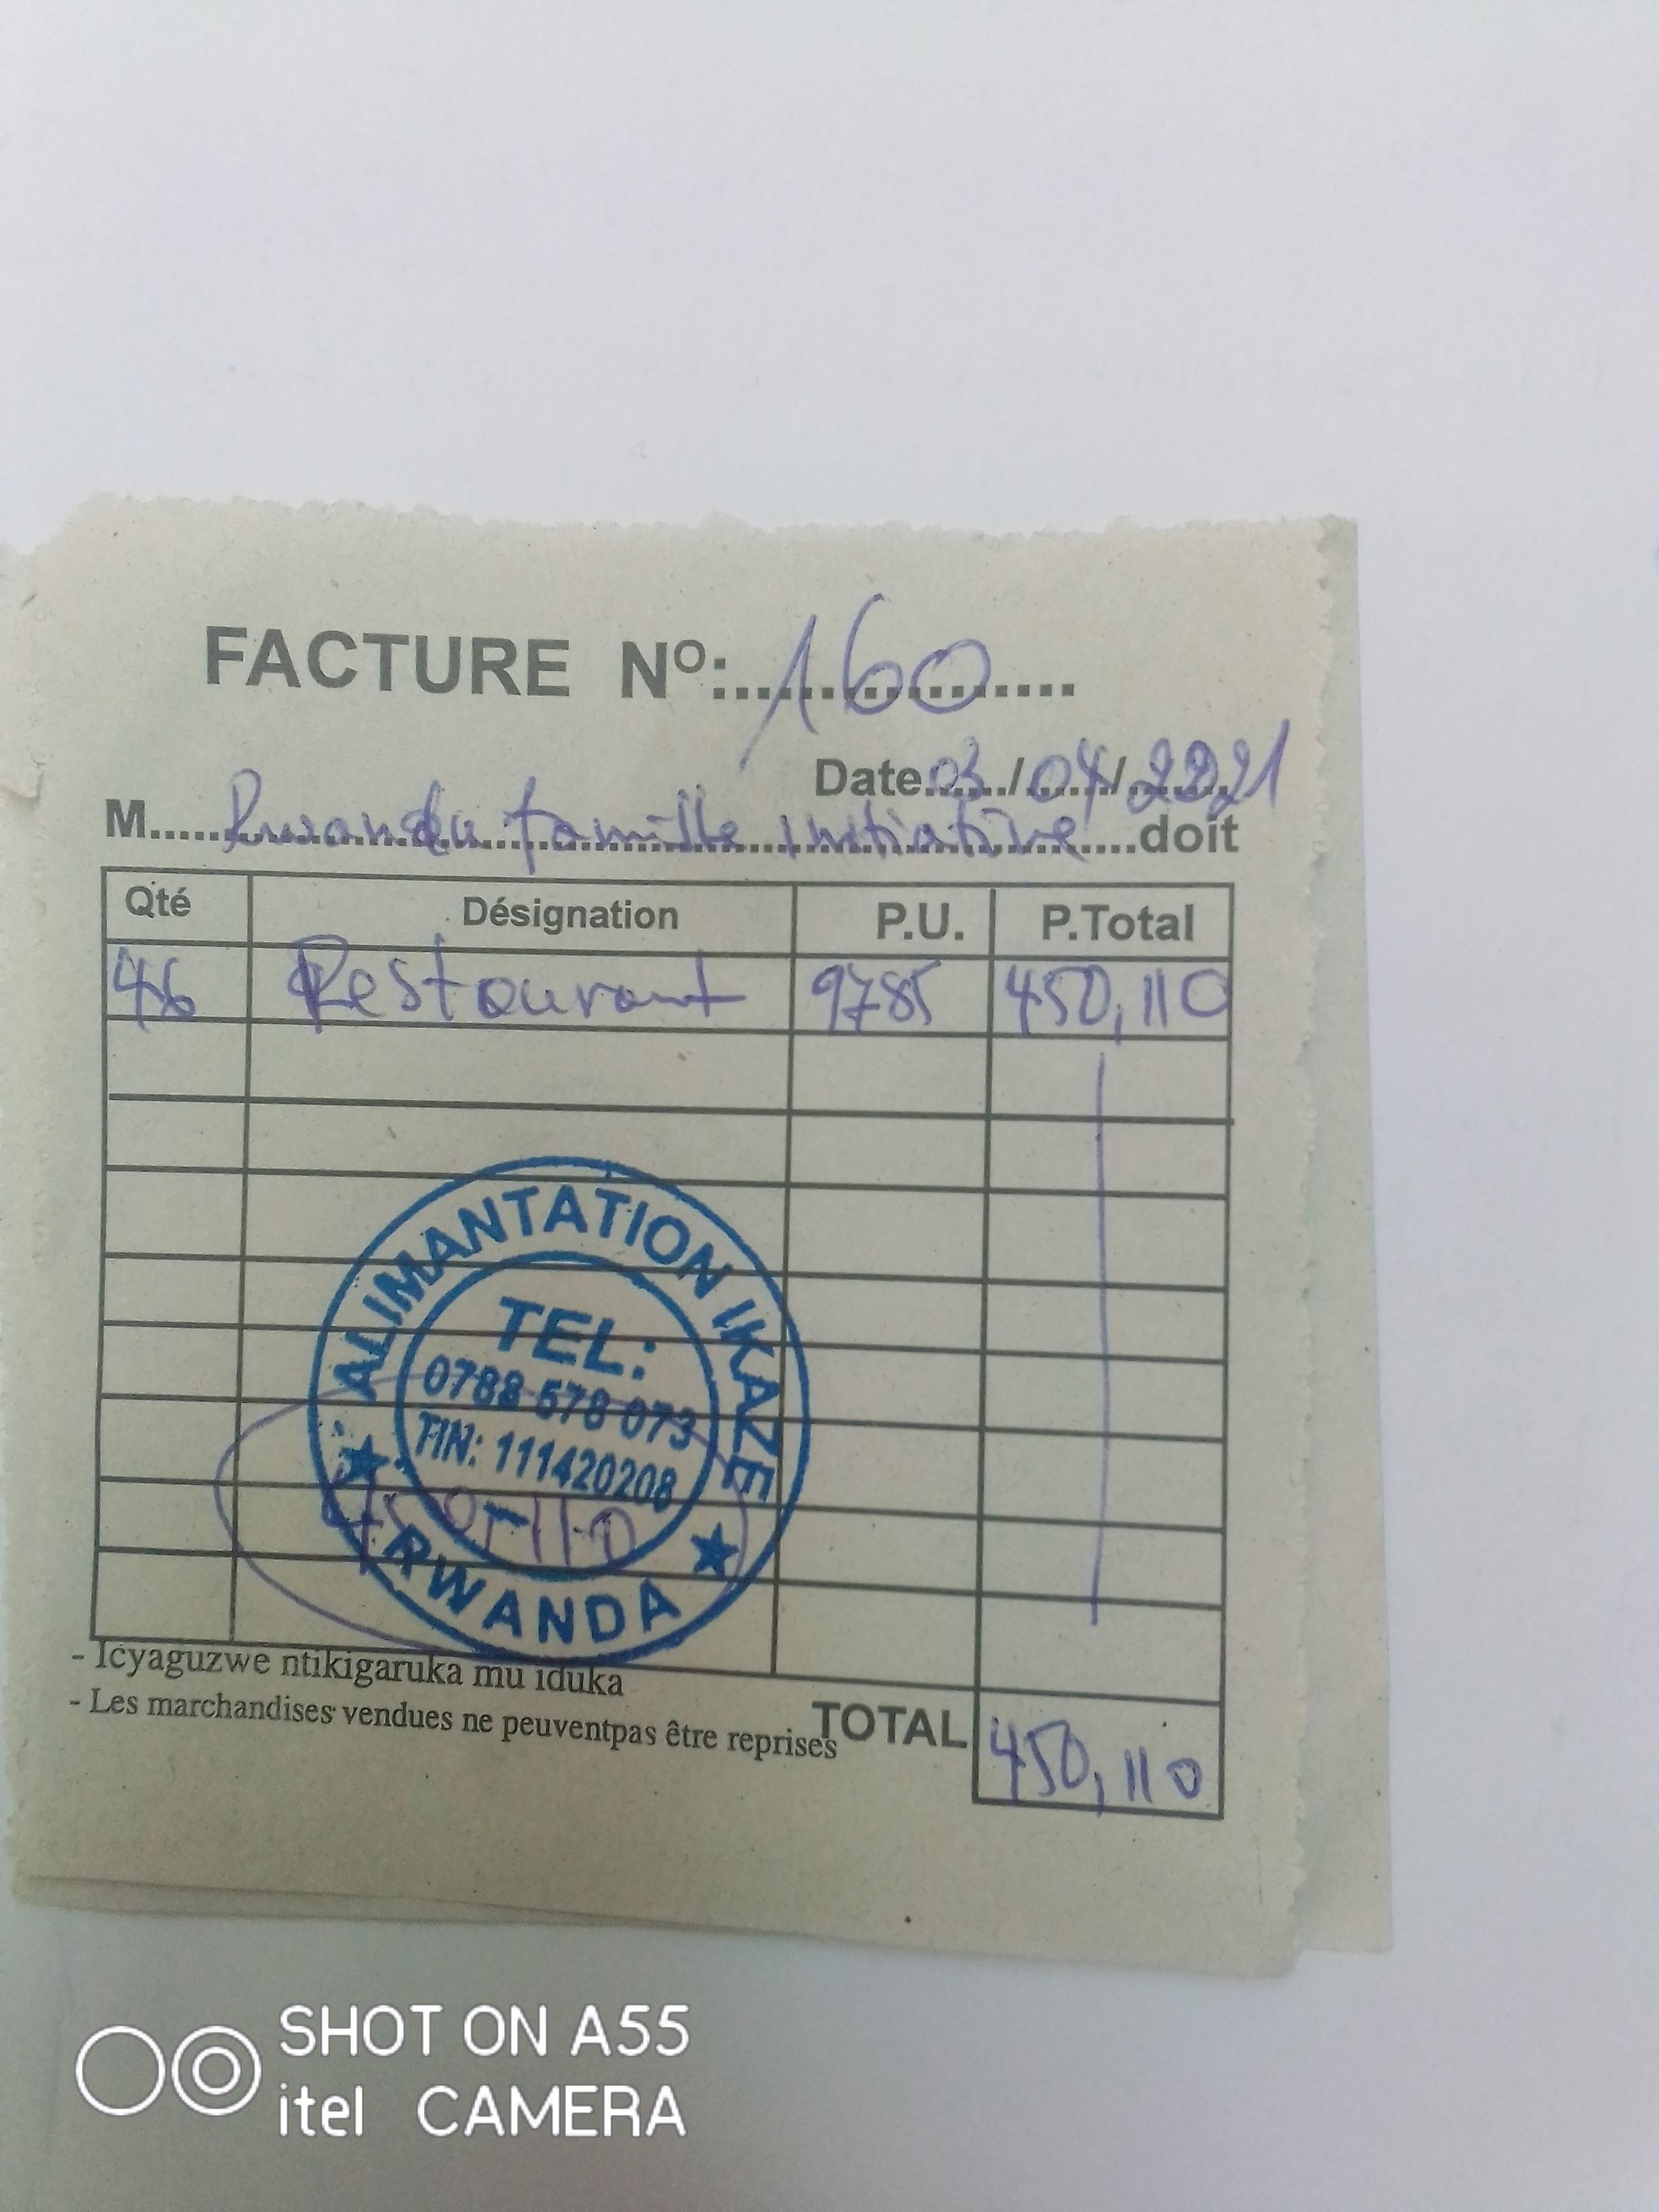 FACTURE Nº: 160
Date 03/04/2021
M Rwanda famille initiative doit
Qté Désignation P.U. P.Total
46 Restourant 9785 450,110
ALIMANTATION IKAZE
TEL:
0788 578 073
TIN: 111420208
450,110
RWANDA
- Icyaguzwe ntikigaruka mu iduka
- Les marchandises vendues ne peuventpas être reprises
TOTAL 450,110
SHOT ON A55
itel CAMERA